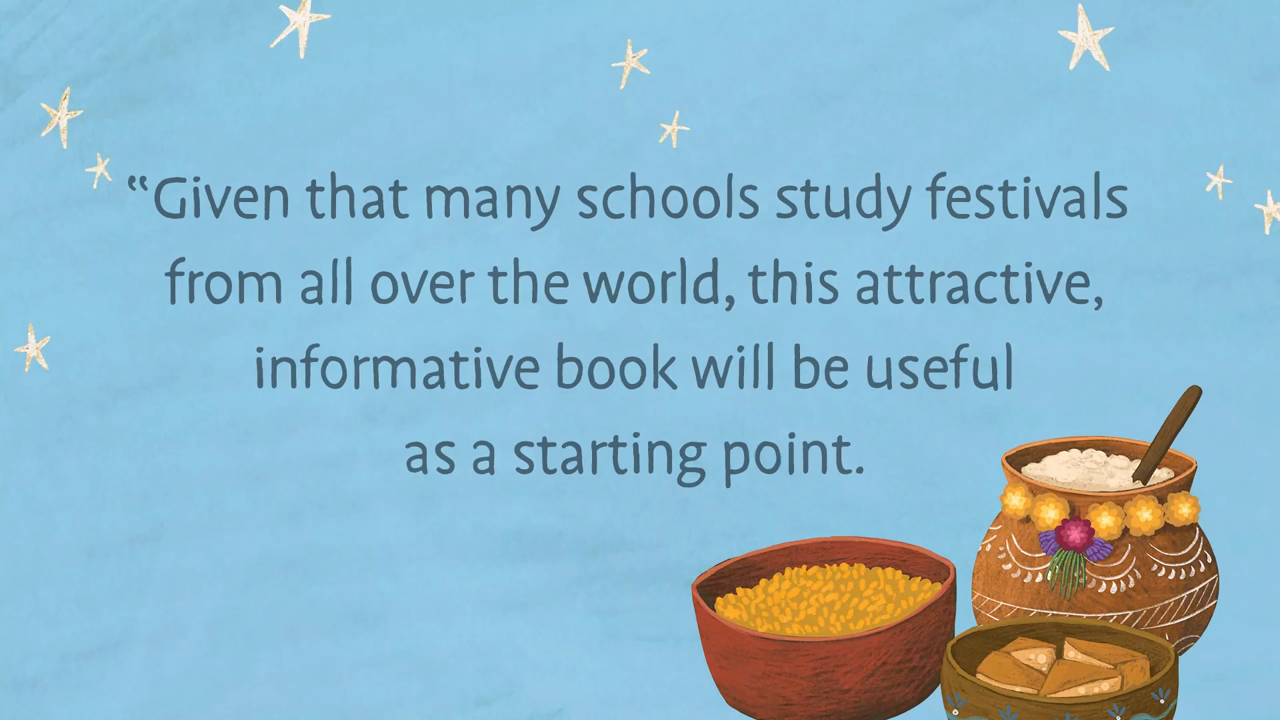 “Given that many schools study festivals
from all over the world, this attractive,
informative book will be useful
as a starting point.